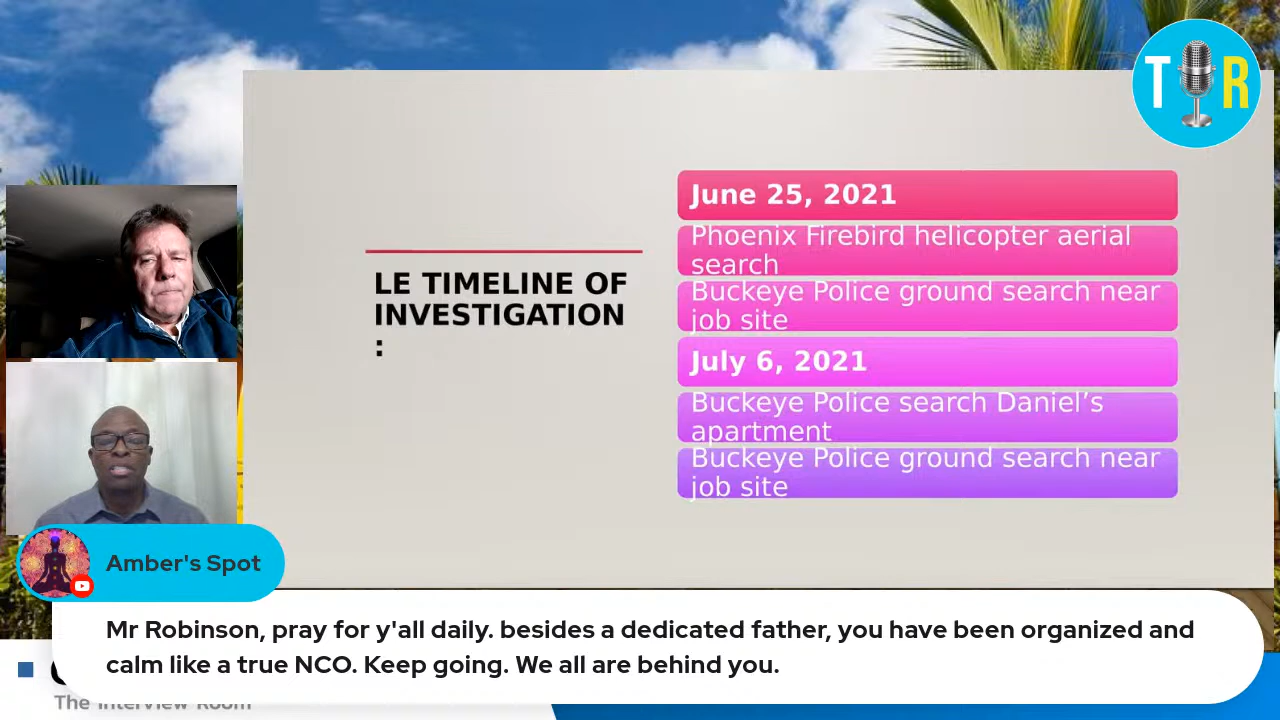 T R
LE TIMELINE OF
INVESTIGATION
:
June 25, 2021
Phoenix Firebird helicopter aerial
search
Buckeye Police ground search near
job site
July 6, 2021
Buckeye Police search Daniel’s
apartment
Buckeye Police ground search near
job site
Amber's Spot
Mr Robinson, pray for y'all daily. besides a dedicated father, you have been organized and
calm like a true NCO. Keep going. We all are behind you.
The Interview Room